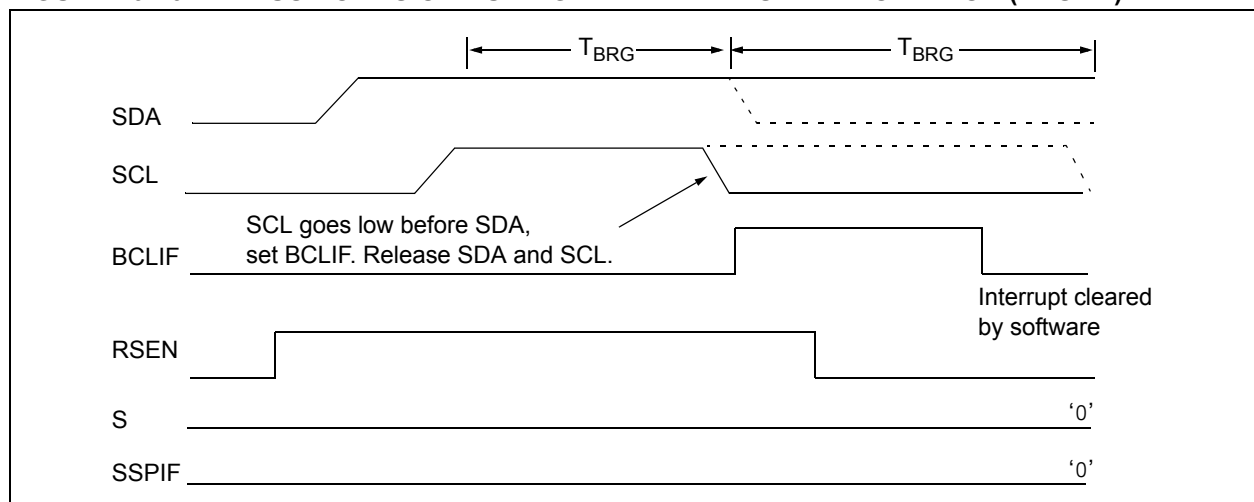 TBRG TBRG
SDA
SCL
SCL goes low before SDA,
set BCLIF. Release SDA and SCL.
BCLIF
Interrupt cleared
by software
RSEN
S '0'
SSPIF '0'